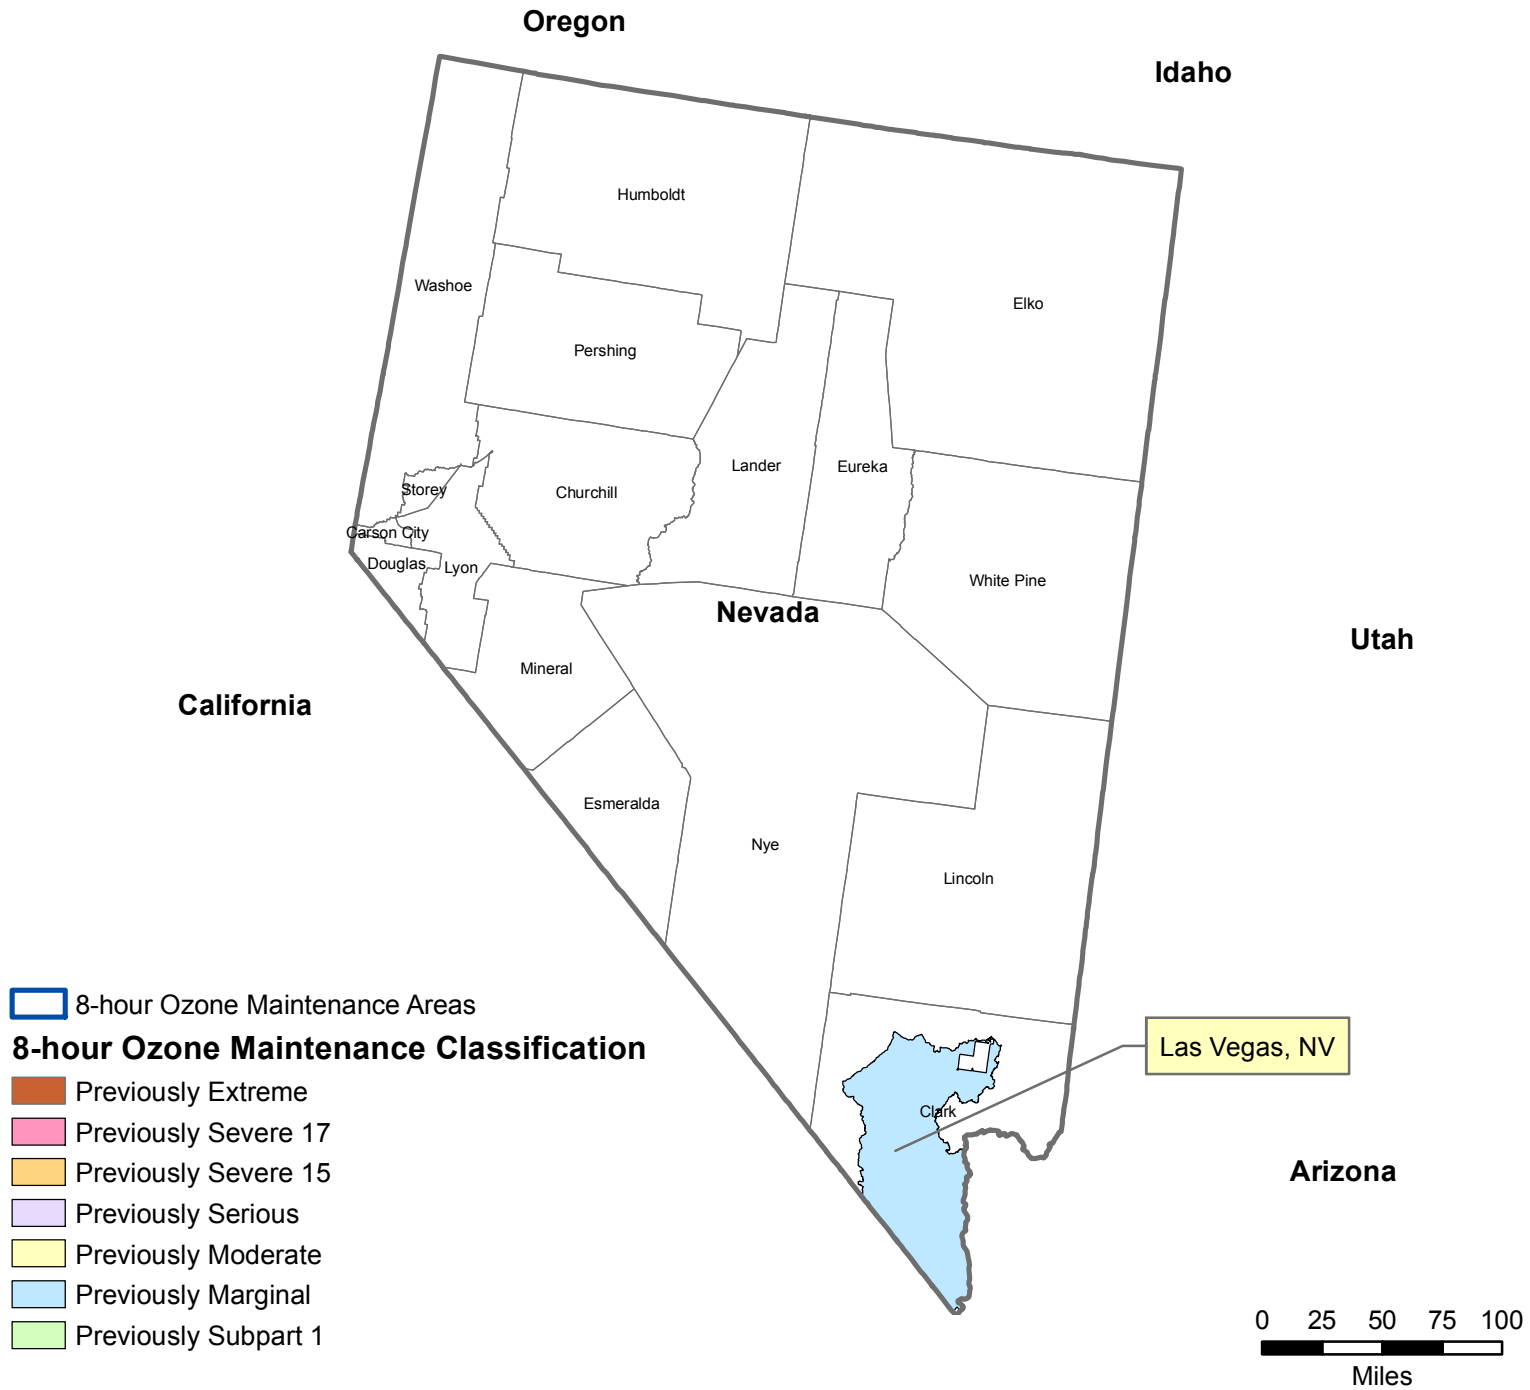 Oregon
Idaho
Humboldt
Washoe
Elko
Pershing
Lander
Eureka
Storey
Churchill
Carson City
Douglas
Lyon
White Pine
Nevada
Utah
Mineral
California
Esmeralda
Nye
Lincoln
8-hour Ozone Maintenance Areas
8-hour Ozone Maintenance Classification
Previously Extreme
Previously Severe 17
Previously Severe 15
Previously Serious
Previously Moderate
Previously Marginal
Previously Subpart 1
Las Vegas, NV
Clark
Arizona
0 25 50 75 100
Miles